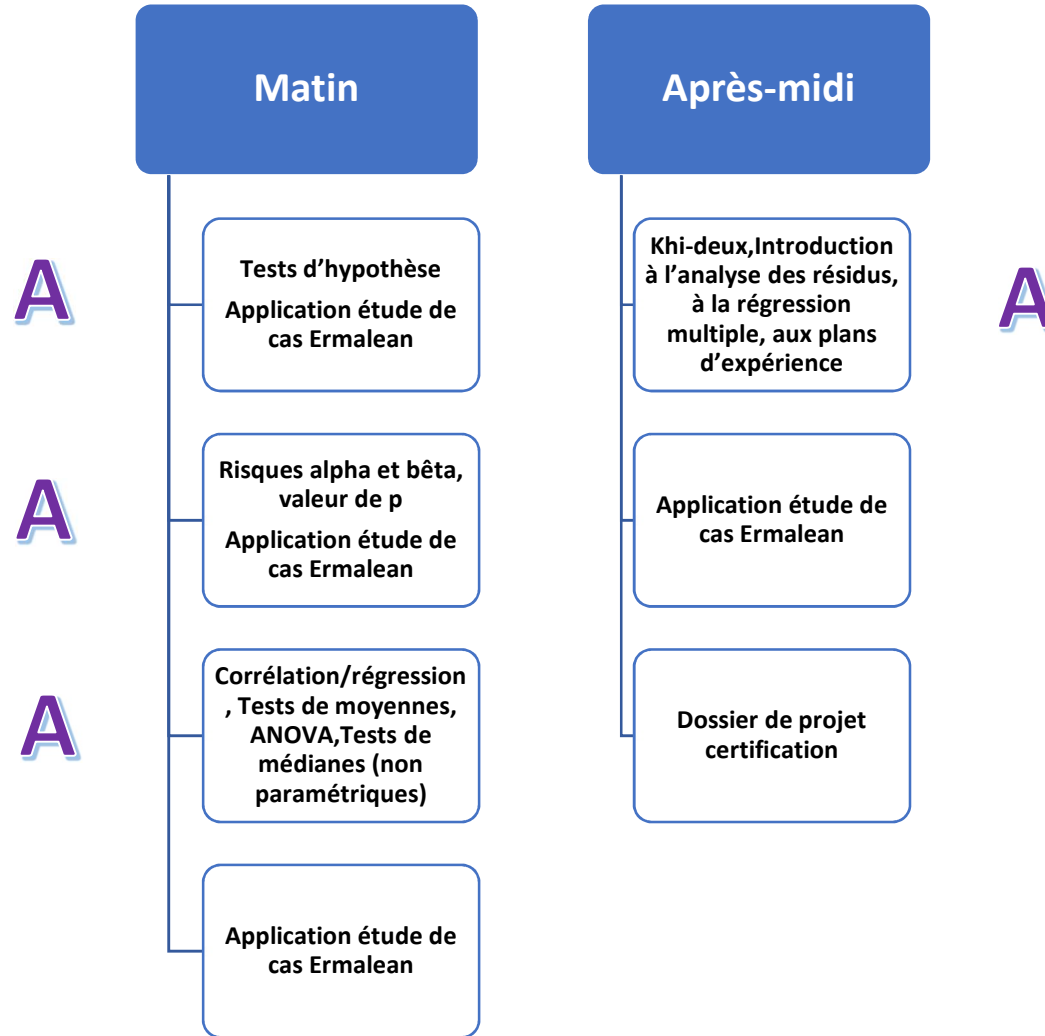 Matin
A
Tests d’hypothèse
Application étude de
cas Ermalean
A
Risques alpha et bêta,
valeur de p
Application étude de
cas Ermalean
A
Corrélation/régression
, Tests de moyennes,
ANOVA,Tests de
médianes (non
paramétriques)
Application étude de
cas Ermalean
Après-midi
Khi-deux,Introduction
à l’analyse des résidus,
à la régression
multiple, aux plans
d’expérience
A
Application étude de
cas Ermalean
Dossier de projet
certification